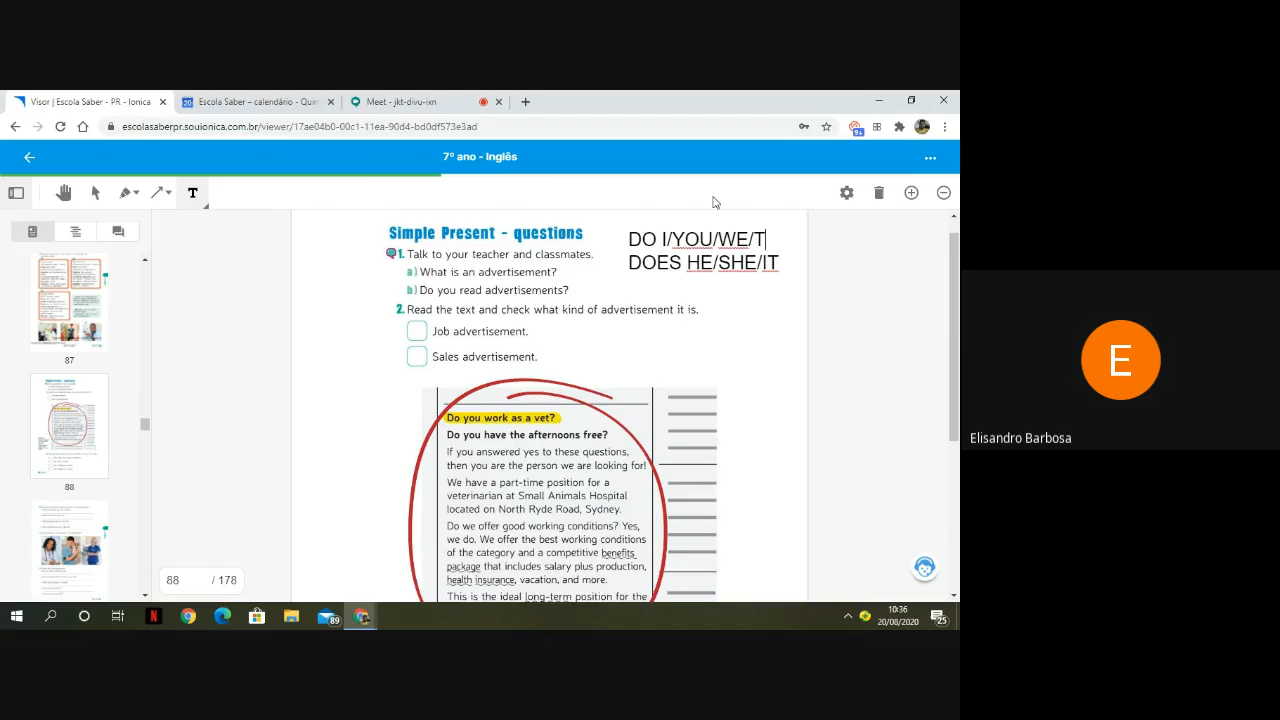 Visor | Escola Saber - PR - Ionica
Escola Saber – calendário - Quin
Meet - jkt-divu-ixn
escolasaberpr.souionica.com.br/viewer/17ae04b0-00c1-11ea-90d4-bd0df573e3ad
9+
7º ano - Inglês
T
Simple Present - questions
DO I/YOU/WE/T
DOES HE/SHE/IT
1. Talk to your teacher and classmates.
a) What is an advertisement?
b) Do you read advertisements?
2. Read the text and check what kind of advertisement it is.
Job advertisement.
Sales advertisement.
Do you work as a vet?
Do you have the afternoons free?
If you answered yes to these questions,
then you are the person we are looking for!
We have a part-time position for a
veterinarian at Small Animals Hospital
located on North Ryde Road, Sydney.
Do we offer good working conditions? Yes,
we do. We offer the best working conditions
of the category and a competitive benefits
package that includes salary plus production,
health insurance, vacation, and more.
This is the ideal long-term position for the
87
88
88 / 178
E
Elisandro Barbosa
89
10:36
20/08/2020
25